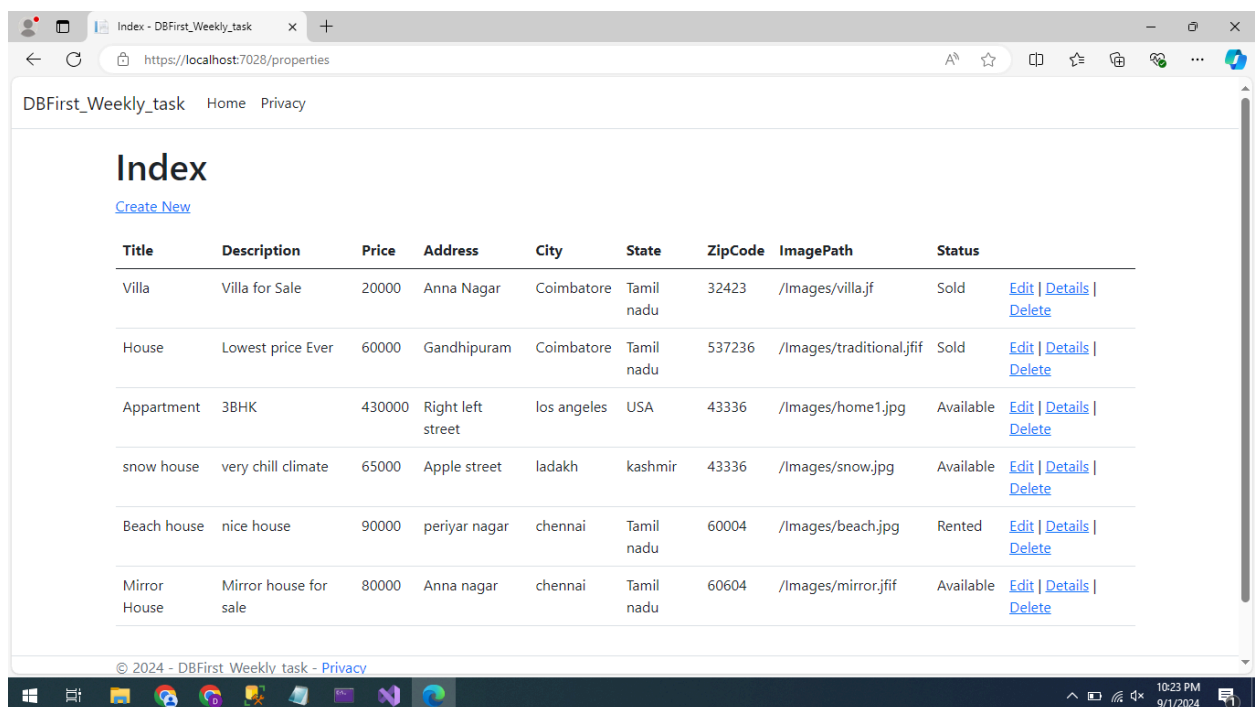 Index - DBFirst_Weekly_task
https://localhost:7028/properties
DBFirst_Weekly_task Home Privacy
Index
Create New
Title Description Price Address City State ZipCode ImagePath Status
Villa Villa for Sale 20000 Anna Nagar Coimbatore Tamil 32423 /Images/villa.jf Sold Edit | Details |
nadu Delete
House Lowest price Ever 60000 Gandhipuram Coimbatore Tamil 537236 /Images/traditional.jfif Sold Edit | Details |
nadu Delete
Appartment 3BHK 430000 Right left los angeles USA 43336 /Images/home1.jpg Available Edit | Details |
street Delete
snow house very chill climate 65000 Apple street ladakh kashmir 43336 /Images/snow.jpg Available Edit | Details |
Delete
Beach house nice house 90000 periyar nagar chennai Tamil 60004 /Images/beach.jpg Rented Edit | Details |
nadu Delete
Mirror Mirror house for 80000 Anna nagar chennai Tamil 60604 /Images/mirror.jfif Available Edit | Details |
House sale nadu Delete
© 2024 - DBFirst_Weekly_task - Privacy
10:23 PM
9/1/2024